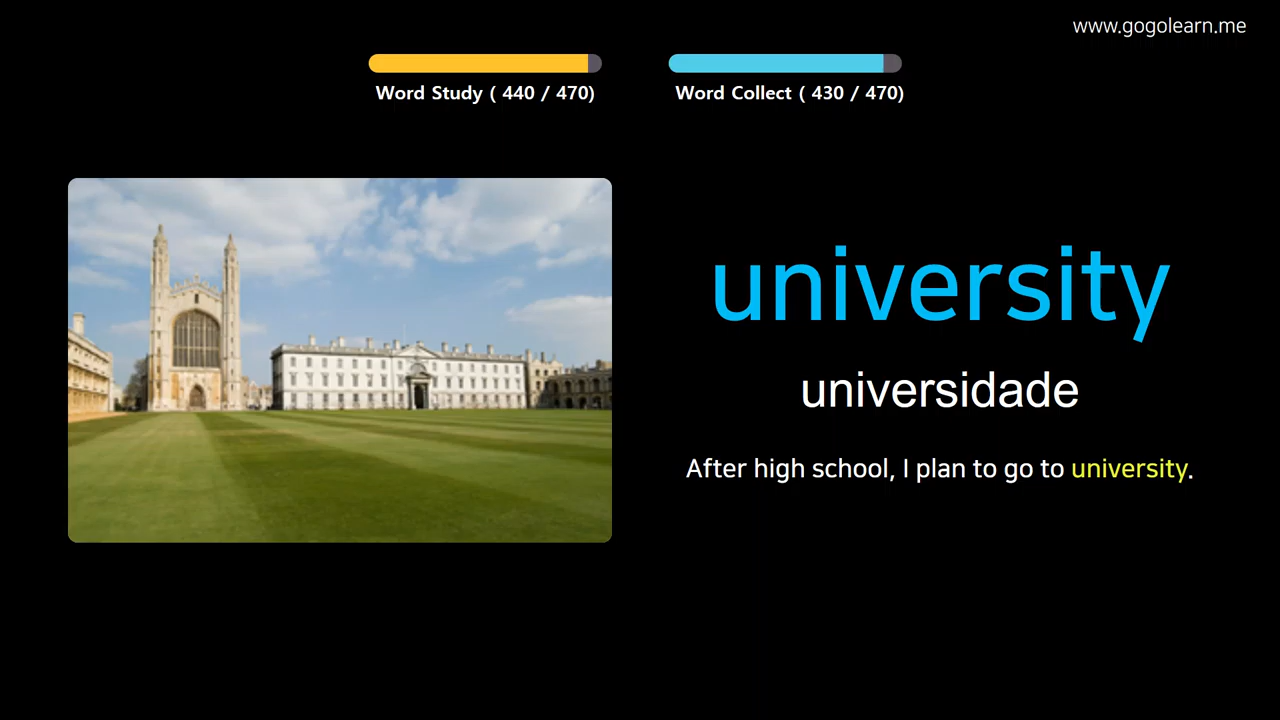 www.gogolearn.me
Word Study ( 440 / 470)
Word Collect ( 430 / 470)
university
universidade
After high school, I plan to go to university.